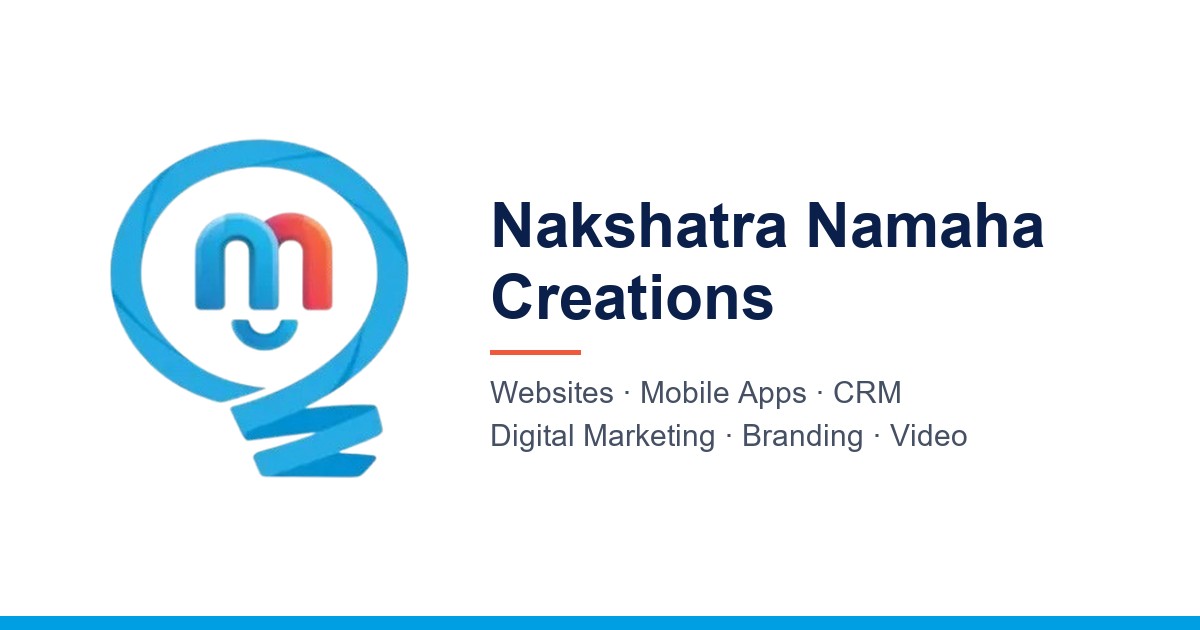 Nakshatra Namaha
Creations
Websites · Mobile Apps · CRM
Digital Marketing · Branding · Video